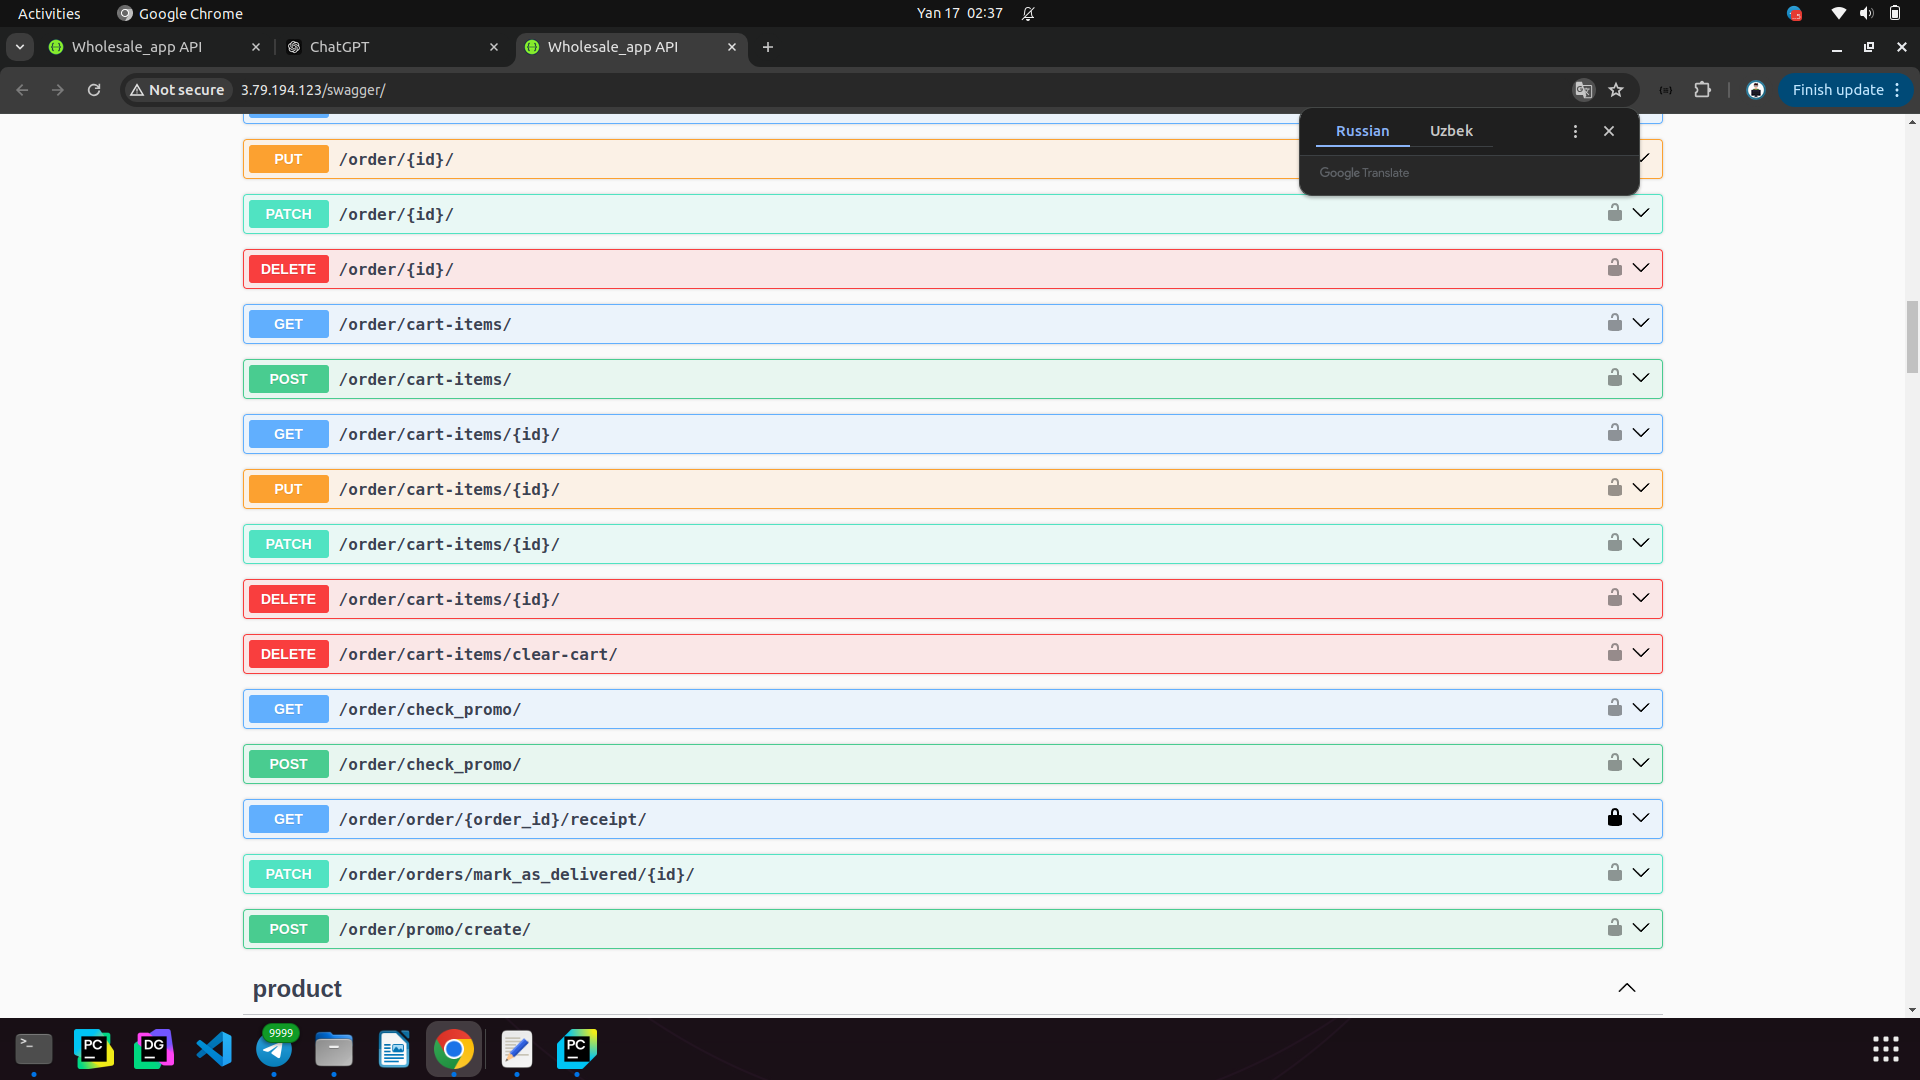 Activities
Google Chrome
Yan 17 02:37
Wholesale_app API
ChatGPT
Wholesale_app API
Not secure
3.79.194.123/swagger/
Finish update
Russian
Uzbek
Google Translate
PUT /order/{id}/
PATCH /order/{id}/
DELETE /order/{id}/
GET /order/cart-items/
POST /order/cart-items/
GET /order/cart-items/{id}/
PUT /order/cart-items/{id}/
PATCH /order/cart-items/{id}/
DELETE /order/cart-items/{id}/
DELETE /order/cart-items/clear-cart/
GET /order/check_promo/
POST /order/check_promo/
GET /order/order/{order_id}/receipt/
PATCH /order/orders/mark_as_delivered/{id}/
POST /order/promo/create/
product
>_
PC
DG
9999
PC